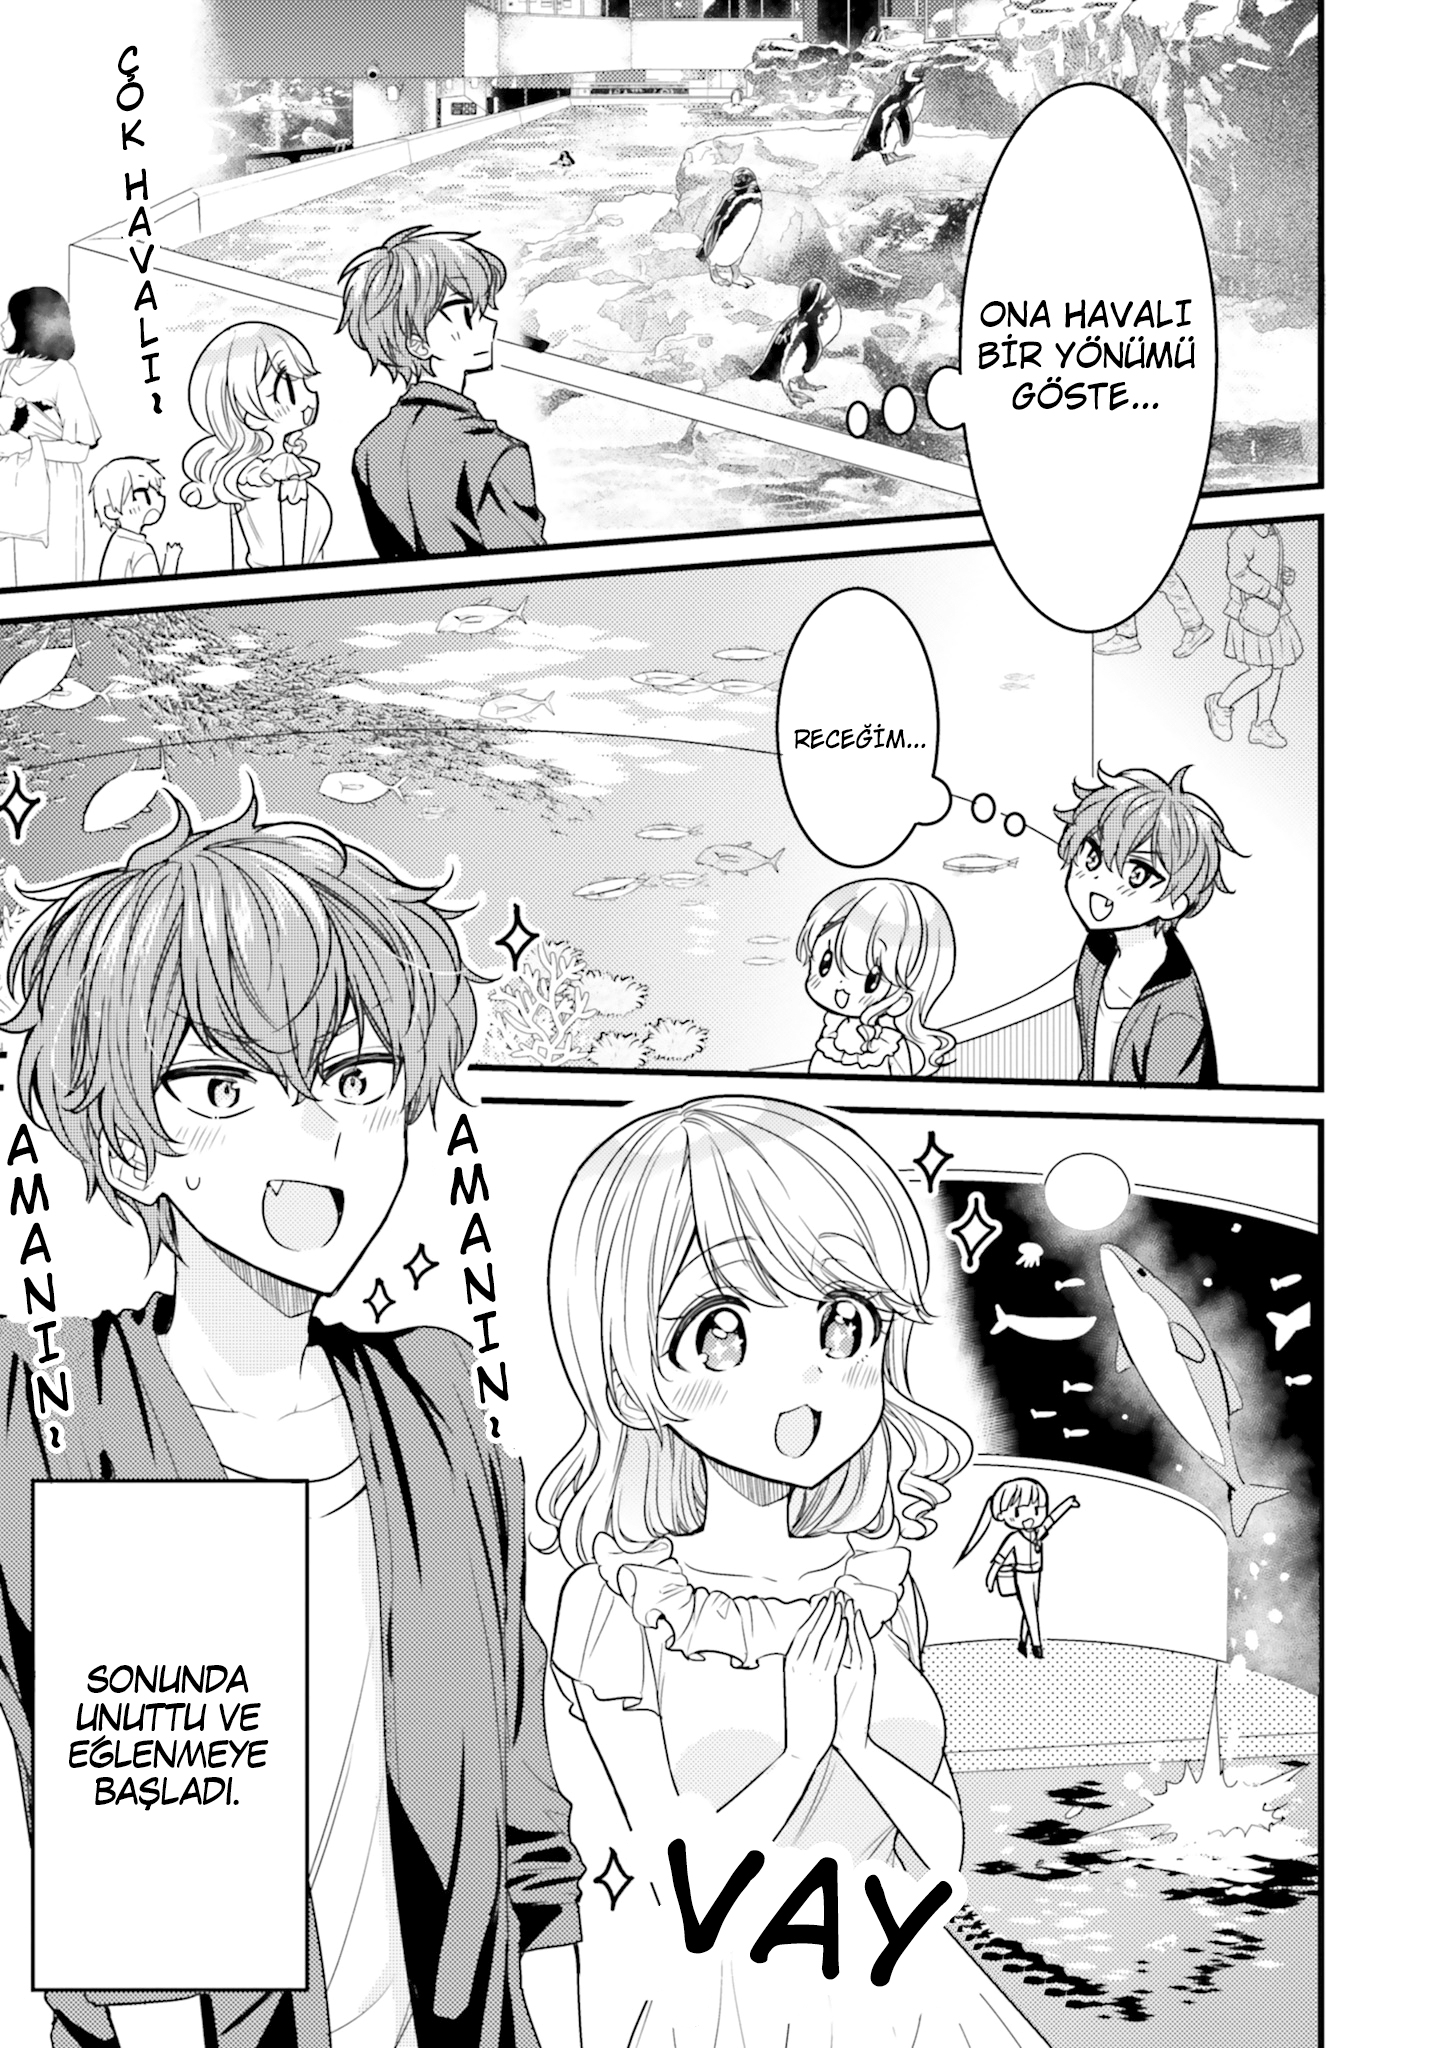 ONA HAVALI
BİR YÖNÜMÜ
GÖSTE...
ÇOK HAVALI~
RECEĞİM...
AMANIN~
AMANIN~
VAY
SONUNDA
UNUTTU VE
EĞLENMEYE
BAŞLADI.